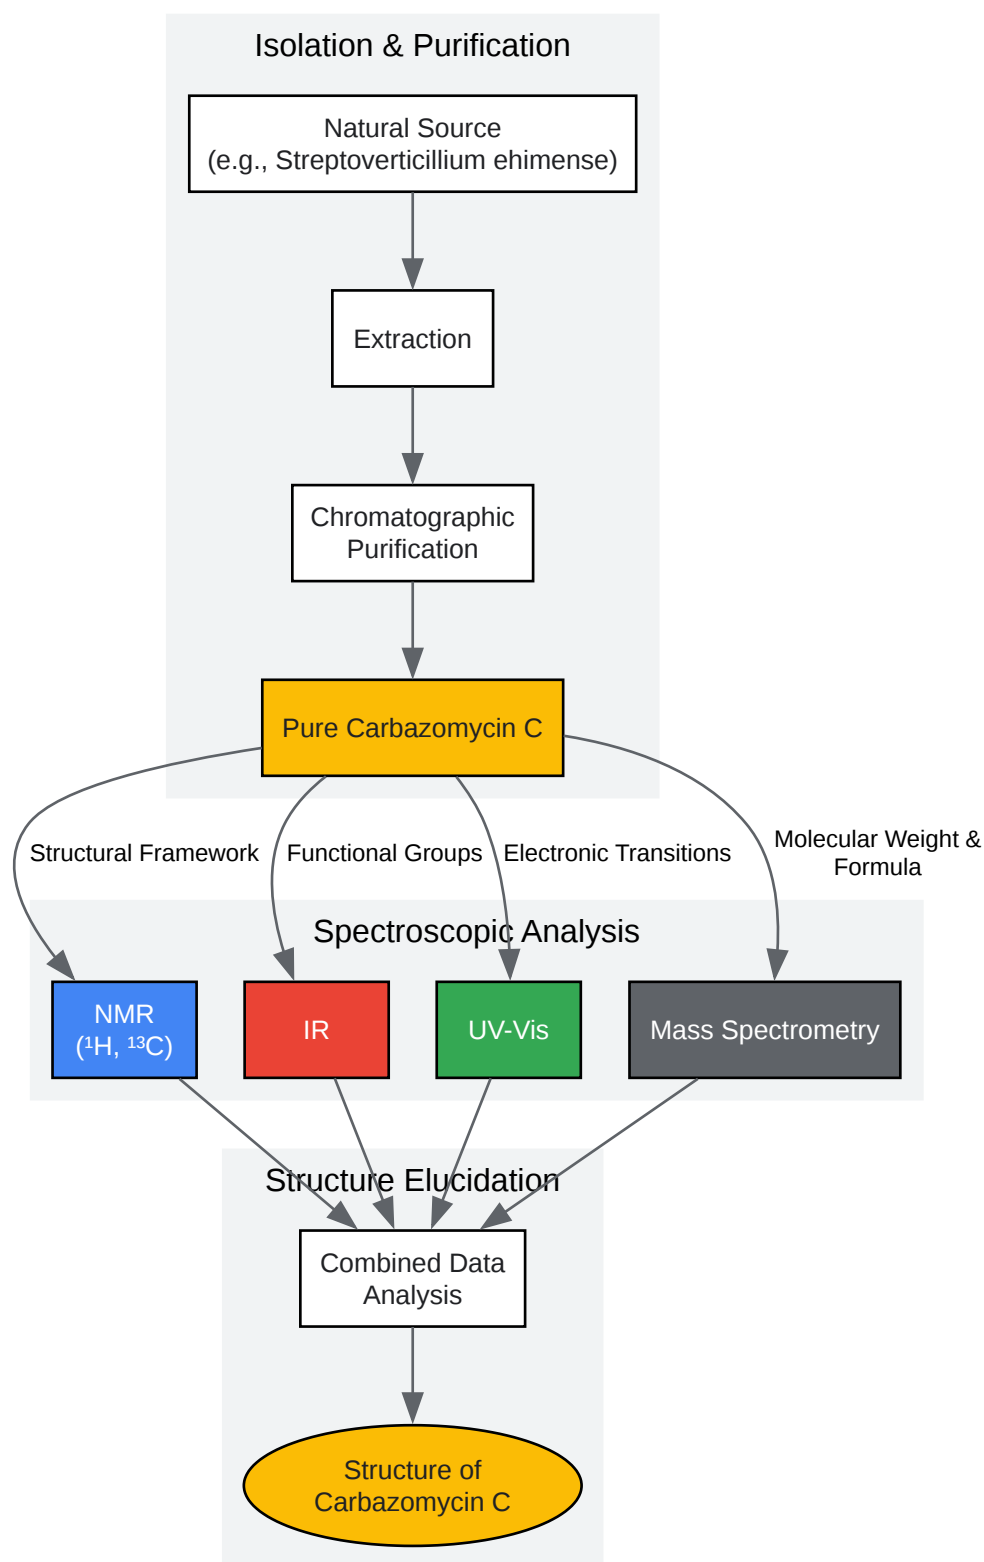 Isolation & Purification
Natural Source
(e.g., Streptoverticillium ehimense)
Extraction
Chromatographic
Purification
Pure Carbazomycin C
Structural Framework
Functional Groups
Electronic Transitions
Molecular Weight &
Formula
Spectroscopic Analysis
NMR
(¹H, ¹³C)
IR
UV-Vis
Mass Spectrometry
Structure Elucidation
Combined Data
Analysis
Structure of
Carbazomycin C